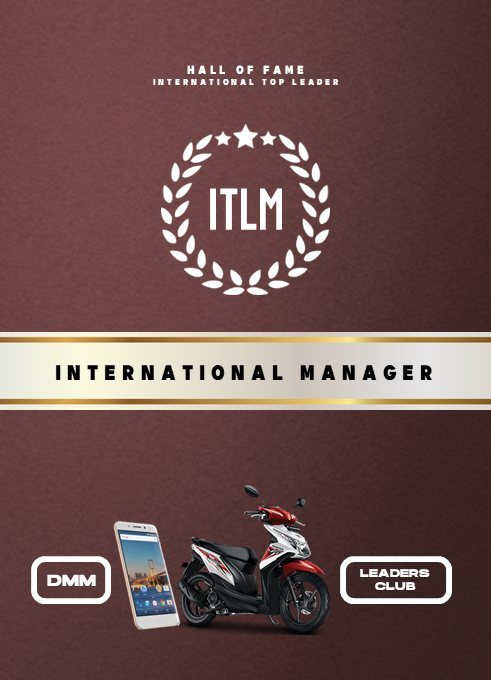 HALL OF FAME
INTERNATIONAL TOP LEADER
ITLM
INTERNATIONAL MANAGER
DMM
LEADERS
CLUB